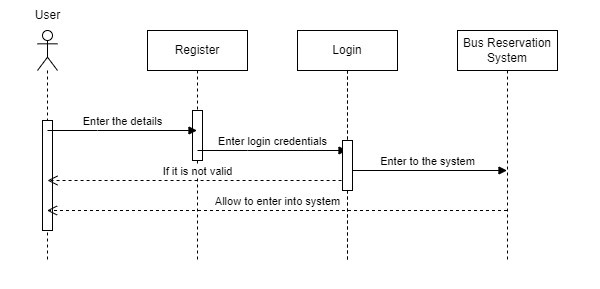 User
Register
Login
Bus Reservation
System
Enter the details
Enter login credentials
Enter to the system
If it is not valid
Allow to enter into system